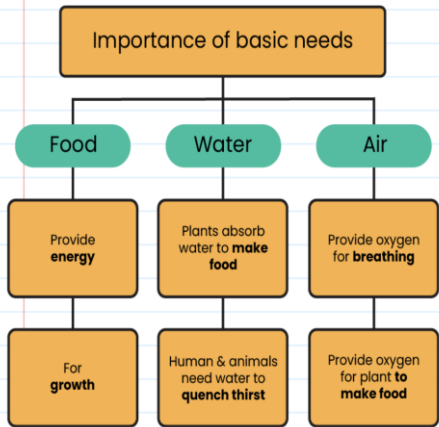 Importance of basic needs
Food
Water
Air
Provide
energy
Plants absorb
water to make
food
Provide oxygen
for breathing
For
growth
Human & animals
need water to
quench thirst
Provide oxygen
for plant to
make food